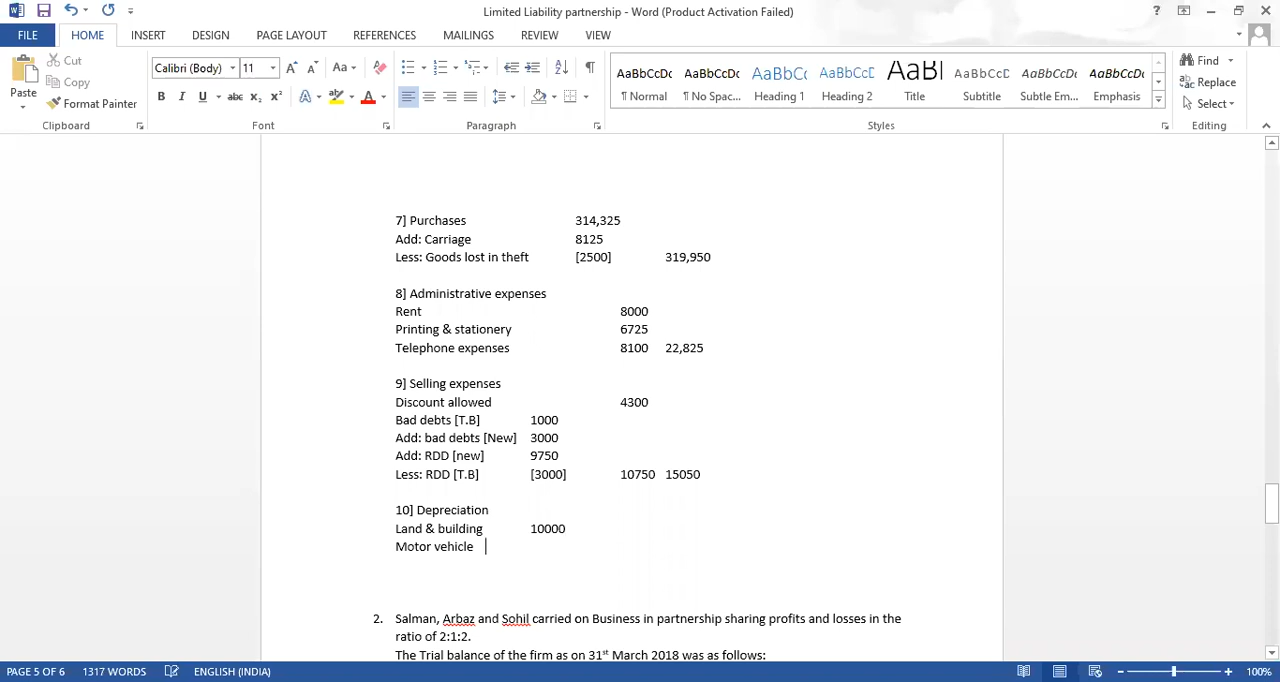 Limited Liability partnership - Word (Product Activation Failed)
FILE HOME INSERT DESIGN PAGE LAYOUT REFERENCES MAILINGS REVIEW VIEW
Paste Cut Copy Format Painter
Calibri (Body) 11
AaBbCcDc ¶ Normal
AaBbCcDc ¶ No Spac...
AaBbCc Heading 1
AaBbCcD Heading 2
AaBl Title
AaBbCcD Subtitle
AaBbCcDc Subtle Em...
AaBbCcDc Emphasis
Find
Replace
Select
Clipboard Font Paragraph Styles Editing
7] Purchases 314,325
Add: Carriage 8125
Less: Goods lost in theft [2500] 319,950
8] Administrative expenses
Rent 8000
Printing & stationery 6725
Telephone expenses 8100 22,825
9] Selling expenses
Discount allowed 4300
Bad debts [T.B] 1000
Add: bad debts [New] 3000
Add: RDD [new] 9750
Less: RDD [T.B] [3000] 10750 15050
10] Depreciation
Land & building 10000
Motor vehicle
2. Salman, Arbaz and Sohil carried on Business in partnership sharing profits and losses in the
ratio of 2:1:2.
The Trial balance of the firm as on 31st March 2018 was as follows:
PAGE 5 OF 6 1317 WORDS ENGLISH (INDIA) 100%